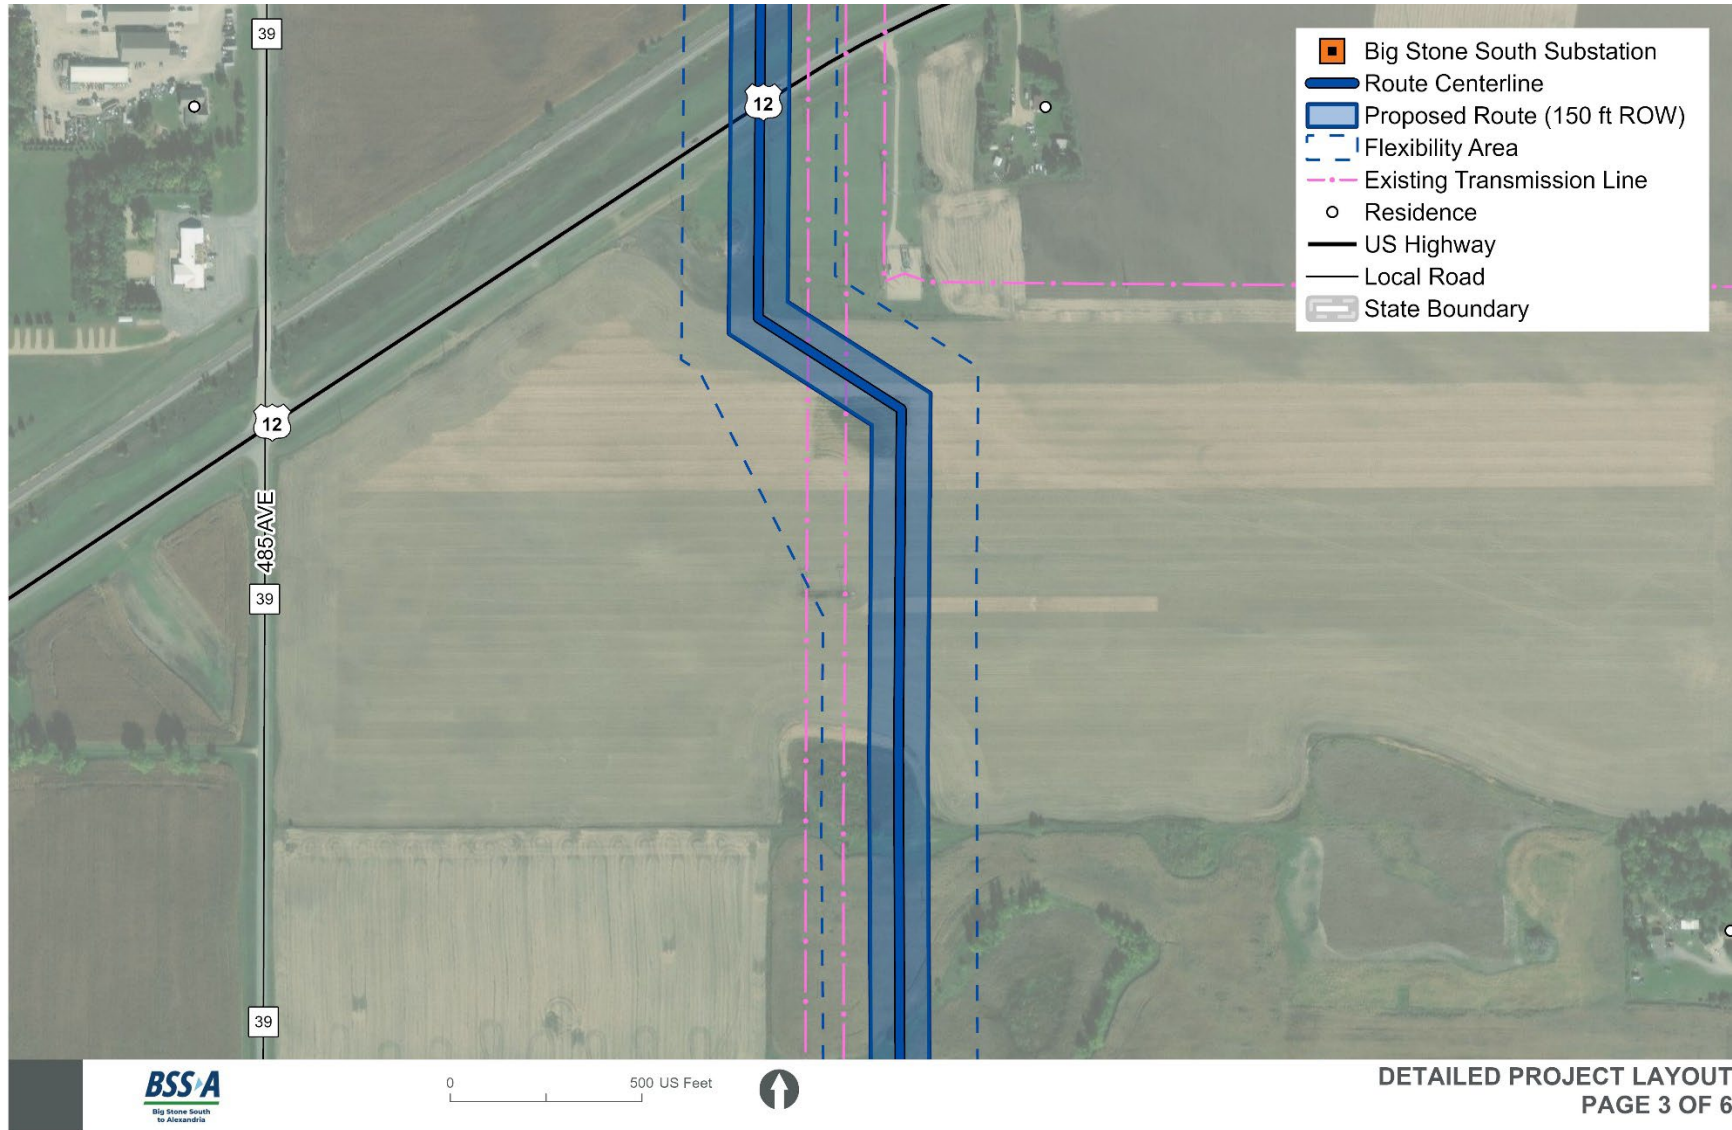 39
12
Big Stone South Substation
Route Centerline
Proposed Route (150 ft ROW)
Flexibility Area
Existing Transmission Line
Residence
US Highway
Local Road
State Boundary
12
485 AVE
39
39
BSSA
Big Stone South
to Alexandria
0 500 US Feet
DETAILED PROJECT LAYOUT
PAGE 3 OF 6